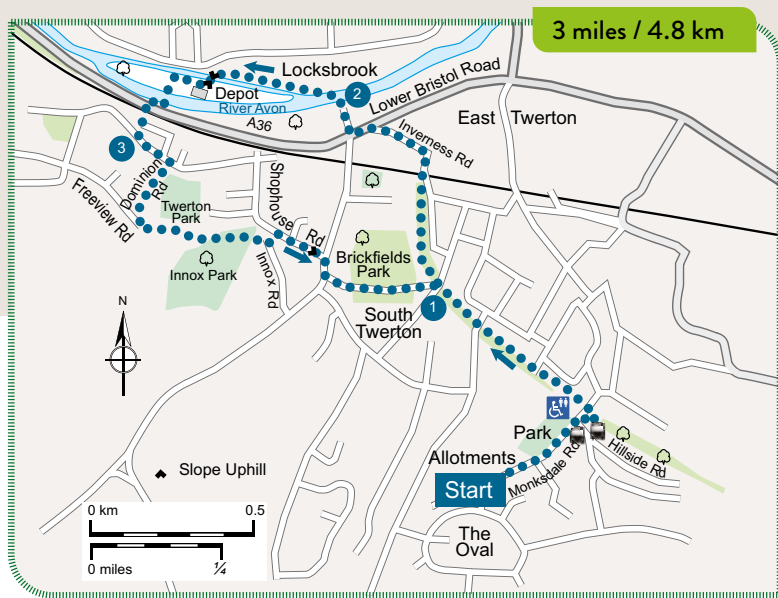 3 miles / 4.8 km
Locksbrook
2
Lower Bristol Road
Depot
River Avon
A36
East Twerton
Inverness Rd
3
Dominion
Rd
Shophouse Rd
Freeview Rd
Twerton
Park
Brickfields
Park
Innox Park
Innox Rd
1
South
Twerton
N
Park
Hillside Rd
Allotments
Monksdale Rd
Start
Slope Uphill
The
Oval
0 km
0.5
0 miles
¼